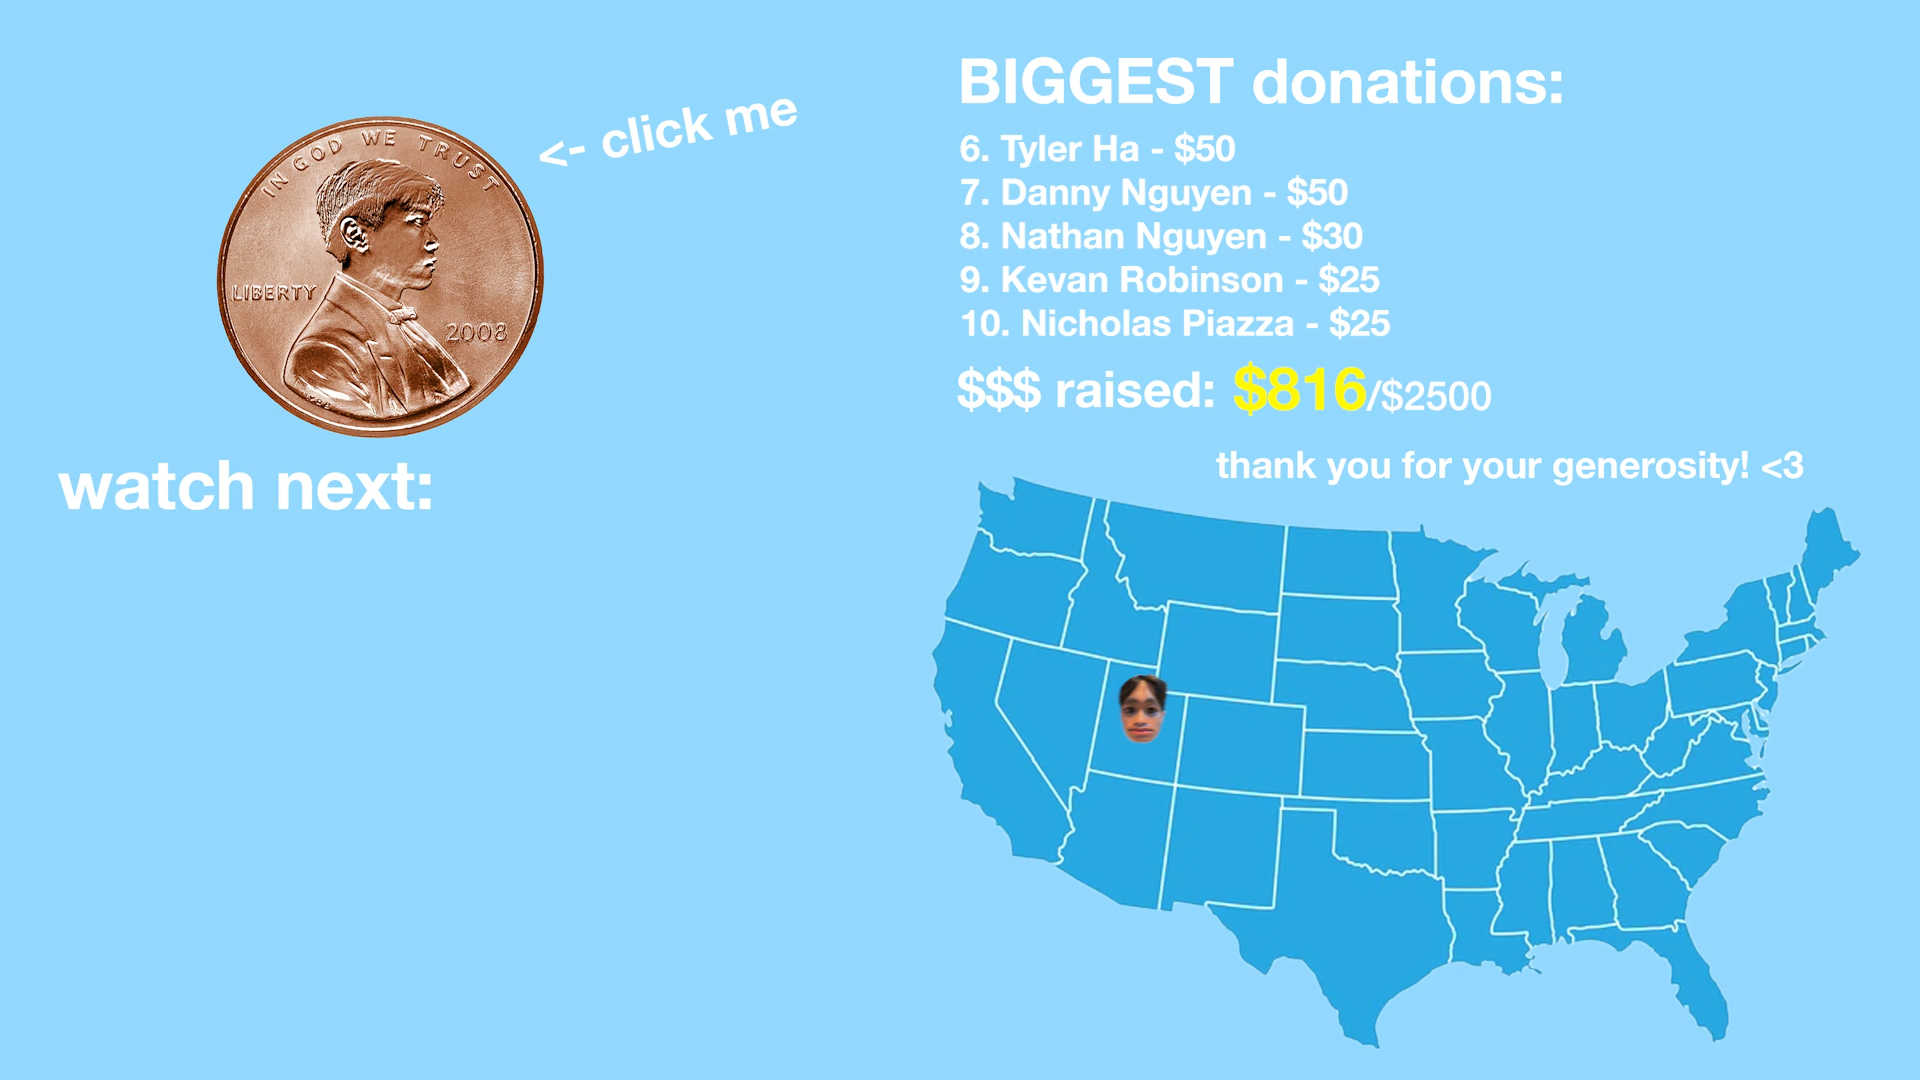 IN GOD WE TRUST
LIBERTY
2008
<- click me
watch next:
BIGGEST donations:
6. Tyler Ha - $50
7. Danny Nguyen - $50
8. Nathan Nguyen - $30
9. Kevan Robinson - $25
10. Nicholas Piazza - $25
$$$ raised: $816/$2500
thank you for your generosity! <3